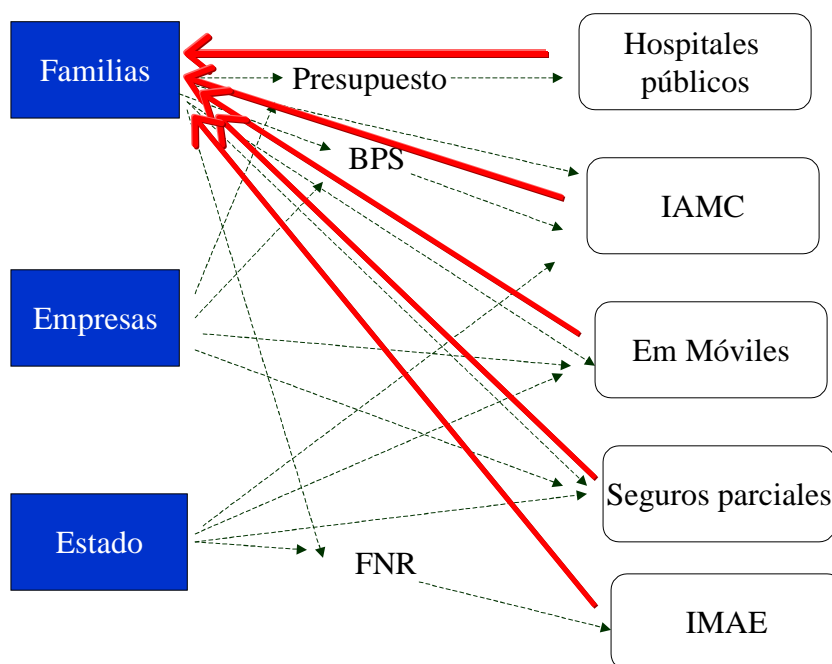 Familias
Presupuesto
Hospitales
públicos
BPS
IAMC
Empresas
Em Móviles
Seguros parciales
Estado
FNR
IMAE